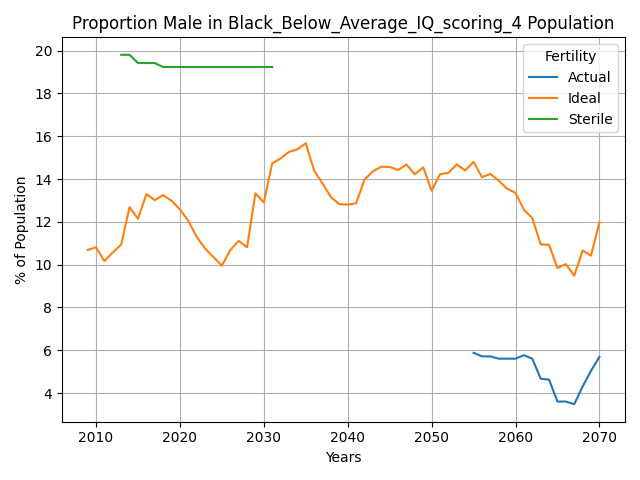 Proportion Male in Black_Below_Average_IQ_scoring_4 Population
% of Population
20
18
16
14
12
10
8
6
4
Fertility
Actual
Ideal
Sterile
2010 2020 2030 2040 2050 2060 2070
Years